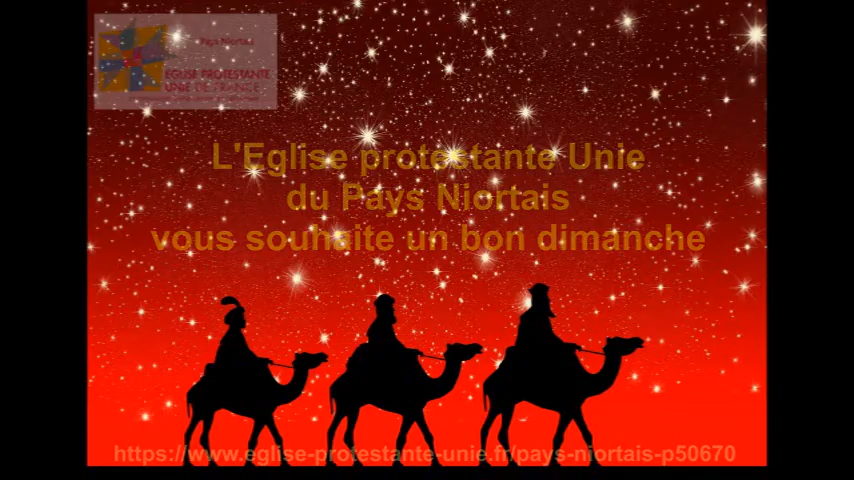 Pays Niortais
EGLISE PROTESTANTE
UNIE DE FRANCE
L'Eglise protestante Unie
du Pays Niortais
vous souhaite un bon dimanche
https://www.eglise-protestante-unie.fr/pays-niortais-p50670